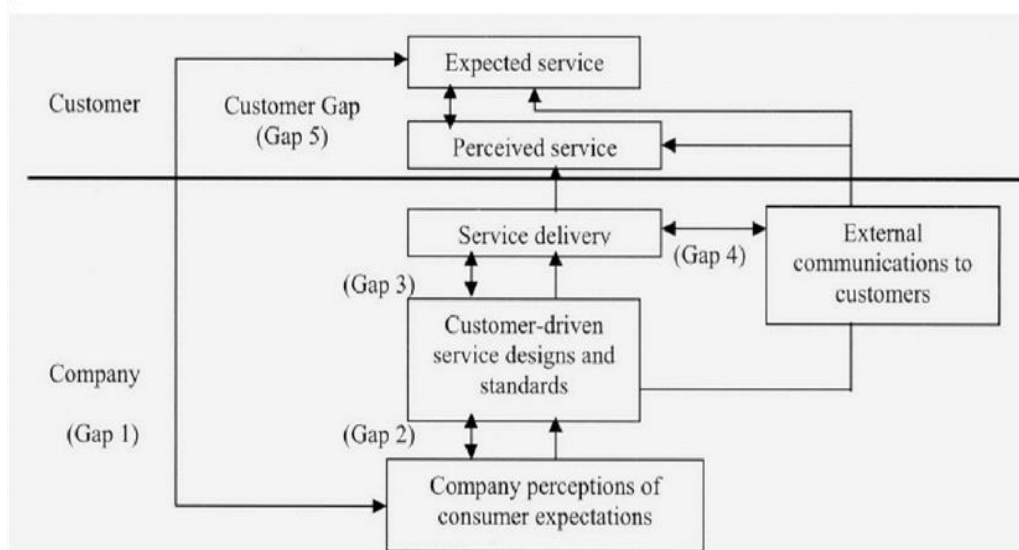 Expected service
Customer
Customer Gap
(Gap 5)
Perceived service
Service delivery
(Gap 4)
External
communications to
customers
(Gap 3)
Customer-driven
service designs and
standards
Company
(Gap 1)
(Gap 2)
Company perceptions of
consumer expectations